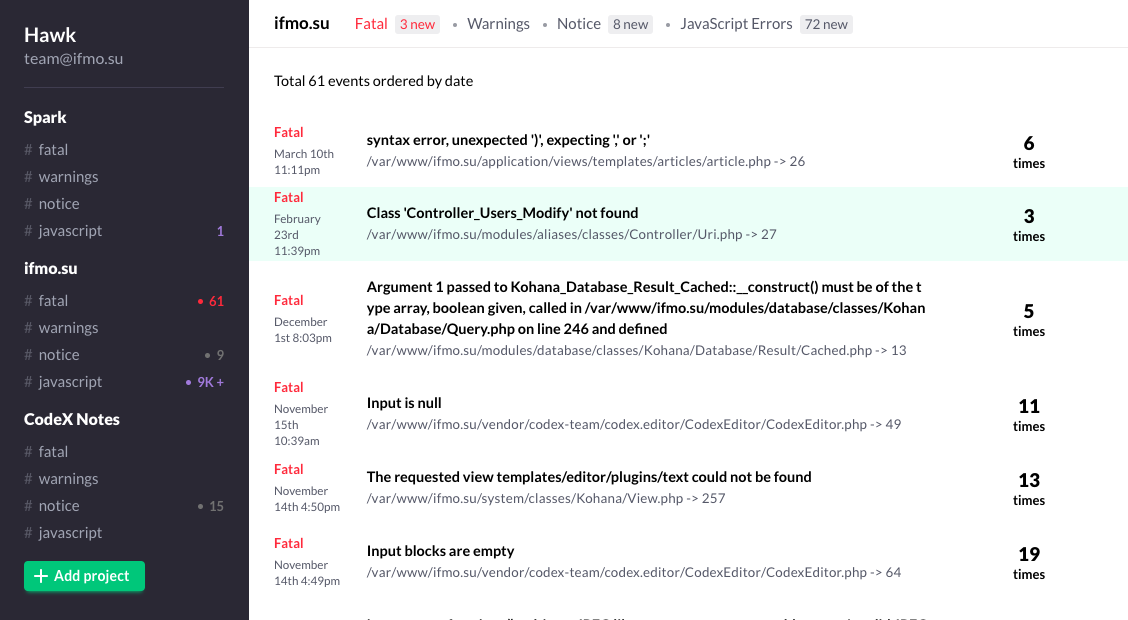 Hawk
team@ifmo.su
Spark
# fatal
# warnings
# notice
# javascript 1
ifmo.su
# fatal • 61
# warnings
# notice • 9
# javascript • 9K +
CodeX Notes
# fatal
# warnings
# notice • 15
# javascript
+ Add project
ifmo.su Fatal 3 new • Warnings • Notice 8 new • JavaScript Errors 72 new
Total 61 events ordered by date
Fatal
March 10th
11:11pm
syntax error, unexpected ')', expecting ',' or ';'
/var/www/ifmo.su/application/views/templates/articles/article.php -> 26
6
times
Fatal
February
23rd
11:39pm
Class 'Controller_Users_Modify' not found
/var/www/ifmo.su/modules/aliases/classes/Controller/Uri.php -> 27
3
times
Fatal
December
1st 8:03pm
Argument 1 passed to Kohana_Database_Result_Cached::__construct() must be of the t
ype array, boolean given, called in /var/www/ifmo.su/modules/database/classes/Kohan
a/Database/Query.php on line 246 and defined
/var/www/ifmo.su/modules/database/classes/Kohana/Database/Result/Cached.php -> 13
5
times
Fatal
November
15th
10:39am
Input is null
/var/www/ifmo.su/vendor/codex-team/codex.editor/CodexEditor/CodexEditor.php -> 49
11
times
Fatal
November
14th 4:50pm
The requested view templates/editor/plugins/text could not be found
/var/www/ifmo.su/system/classes/Kohana/View.php -> 257
13
times
Fatal
November
14th 4:49pm
Input blocks are empty
/var/www/ifmo.su/vendor/codex-team/codex.editor/CodexEditor/CodexEditor.php -> 64
19
times